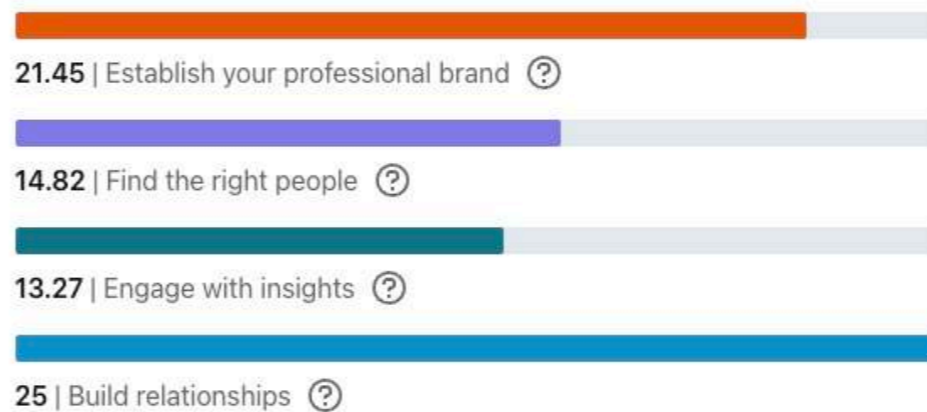 21.45 | Establish your professional brand ?
14.82 | Find the right people ?
13.27 | Engage with insights ?
25 | Build relationships ?